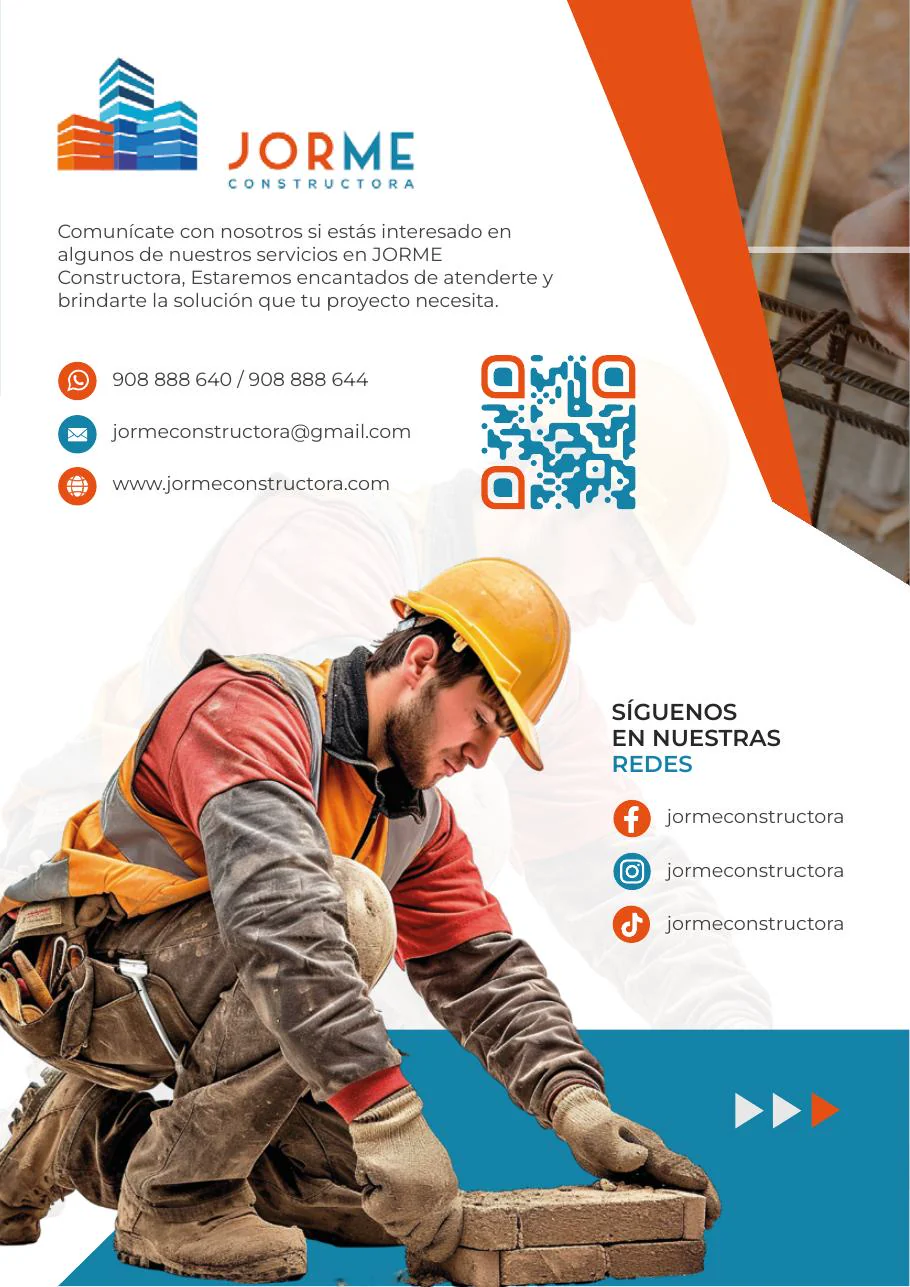 JORME
CONSTRUCTORA
Comunícate con nosotros si estás interesado en
algunos de nuestros servicios en JORME
Constructora, Estaremos encantados de atenderte y
brindarte la solución que tu proyecto necesita.
908 888 640 / 908 888 644
jormeconstructora@gmail.com
www.jormeconstructora.com
SÍGUENOS
EN NUESTRAS
REDES
jormeconstructora
jormeconstructora
jormeconstructora